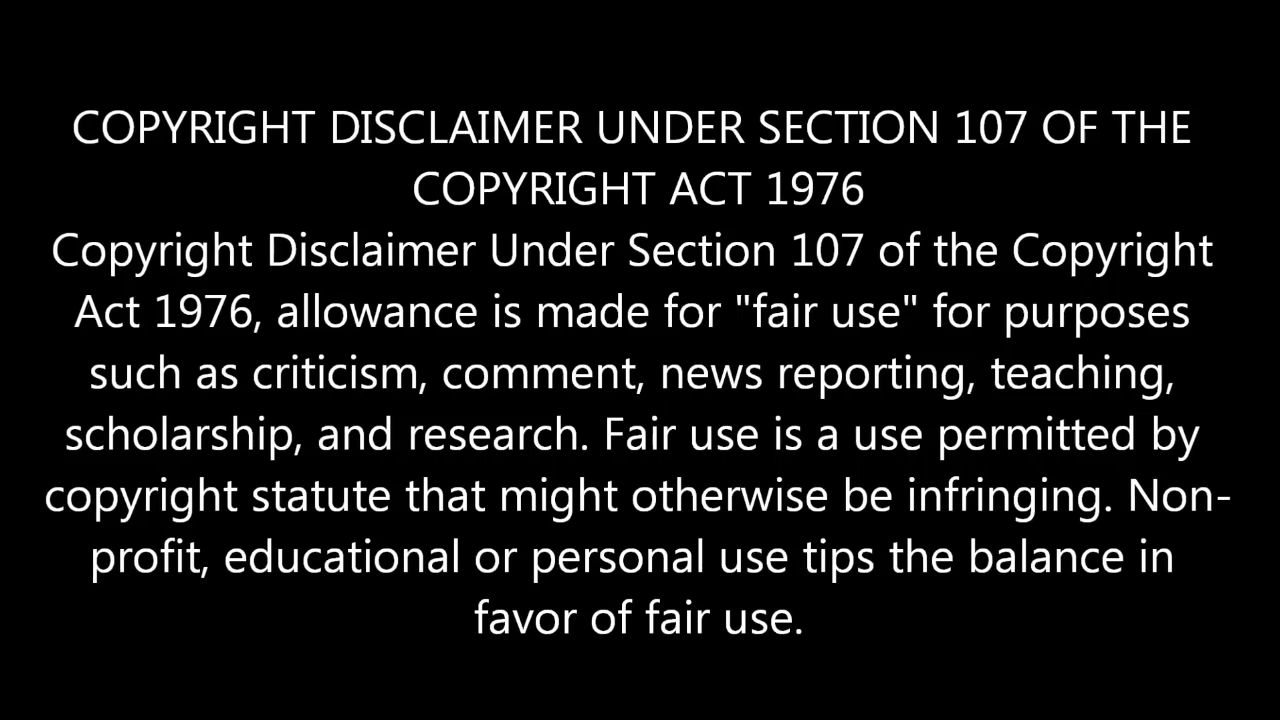 COPYRIGHT DISCLAIMER UNDER SECTION 107 OF THE
COPYRIGHT ACT 1976
Copyright Disclaimer Under Section 107 of the Copyright
Act 1976, allowance is made for "fair use" for purposes
such as criticism, comment, news reporting, teaching,
scholarship, and research. Fair use is a use permitted by
copyright statute that might otherwise be infringing. Non-
profit, educational or personal use tips the balance in
favor of fair use.